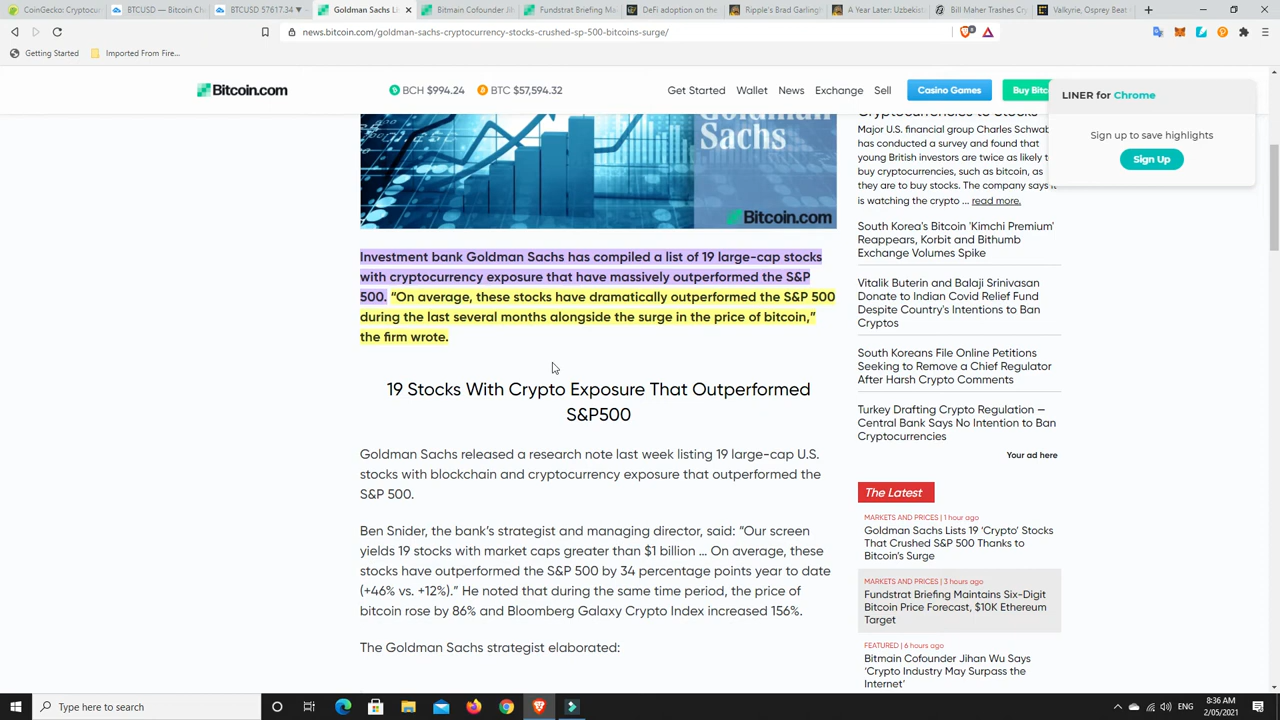 CoinGecko: Cryptocu
BTCUSD — Bitcoin Ch
BTCUSD 57617.34
Goldman Sachs Li
Bitmain Cofounder Ji
Fundstrat Briefing Ma
DeFi adoption on the
Ripple's Brad Garling
A Year Later: Uzbekis
Bill Maher Trashes Cr
Valkyrie, Osprey Beat
news.bitcoin.com/goldman-sachs-cryptocurrency-stocks-crushed-sp-500-bitcoins-surge/
Getting Started
Imported From Fire...
Bitcoin.com
BCH $994.24
BTC $57,594.32
Get Started
Wallet
News
Exchange
Sell
Casino Games
Buy Bitc
LINER for Chrome
Sign up to save highlights
Sign Up
Goldman
Sachs
Bitcoin.com
Investment bank Goldman Sachs has compiled a list of 19 large-cap stocks
with cryptocurrency exposure that have massively outperformed the S&P
500. “On average, these stocks have dramatically outperformed the S&P 500
during the last several months alongside the surge in the price of bitcoin,”
the firm wrote.
19 Stocks With Crypto Exposure That Outperformed
S&P500
Goldman Sachs released a research note last week listing 19 large-cap U.S.
stocks with blockchain and cryptocurrency exposure that outperformed the
S&P 500.
Ben Snider, the bank’s strategist and managing director, said: “Our screen
yields 19 stocks with market caps greater than $1 billion … On average, these
stocks have outperformed the S&P 500 by 34 percentage points year to date
(+46% vs. +12%).” He noted that during the same time period, the price of
bitcoin rose by 86% and Bloomberg Galaxy Crypto Index increased 156%.
The Goldman Sachs strategist elaborated:
Cryptocurrencies to Stocks
Major U.S. financial group Charles Schwab
has conducted a survey and found that
young British investors are twice as likely t
buy cryptocurrencies, such as bitcoin, as
they are to buy stocks. The company says it
is watching the crypto ... read more.
South Korea's Bitcoin 'Kimchi Premium'
Reappears, Korbit and Bithumb
Exchange Volumes Spike
Vitalik Buterin and Balaji Srinivasan
Donate to Indian Covid Relief Fund
Despite Country's Intentions to Ban
Cryptos
South Koreans File Online Petitions
Seeking to Remove a Chief Regulator
After Harsh Crypto Comments
Turkey Drafting Crypto Regulation —
Central Bank Says No Intention to Ban
Cryptocurrencies
Your ad here
The Latest
MARKETS AND PRICES | 1 hour ago
Goldman Sachs Lists 19 ‘Crypto’ Stocks
That Crushed S&P 500 Thanks to
Bitcoin’s Surge
MARKETS AND PRICES | 3 hours ago
Fundstrat Briefing Maintains Six-Digit
Bitcoin Price Forecast, $10K Ethereum
Target
FEATURED | 6 hours ago
Bitmain Cofounder Jihan Wu Says
‘Crypto Industry May Surpass the
Internet’
Type here to search
ENG
8:36 AM
2/05/2021